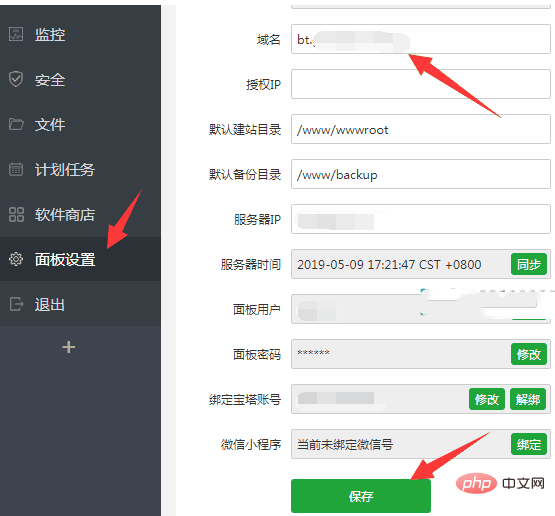 监控
安全
文件
计划任务
软件商店
面板设置
退出
+
域名 bt.
授权IP
默认建站目录 /www/wwwroot
默认备份目录 /www/backup
服务器IP
服务器时间 2019-05-09 17:21:47 CST +0800 同步
面板用户
面板密码 ****** 修改
绑定宝塔账号 修改 解绑
微信小程序 当前未绑定微信号 绑定
保存
php 中文网